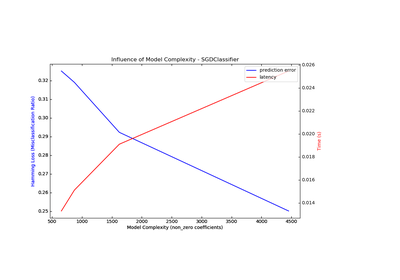 Influence of Model Complexity - SGDClassifier
prediction error
latency
Hamming Loss (Misclassification Ratio)
0.32
0.31
0.30
0.29
0.28
0.27
0.26
0.25
0.026
0.024
0.022
0.020
0.018
0.016
0.014
Time (s)
500 1000 1500 2000 2500 3000 3500 4000 4500
Model Complexity (non_zero coefficients)